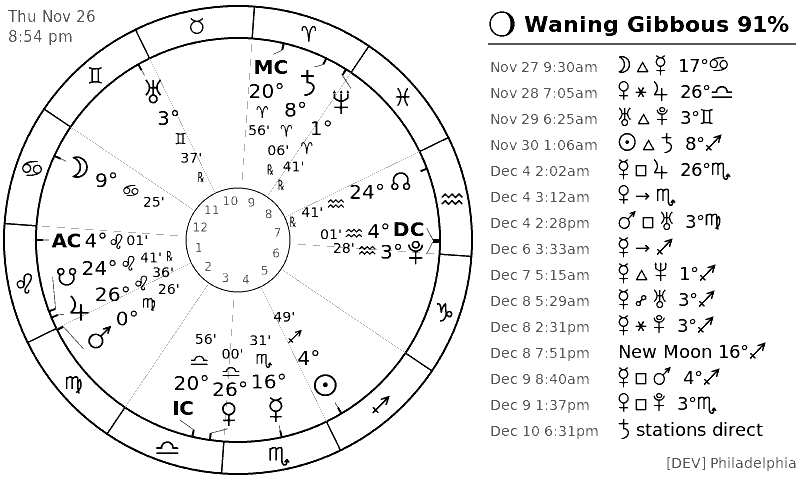 Thu Nov 26
8:54 pm
♉ ♈ ♓ ♒ ♑ ♐ ♏ ♎ ♍ ♌ ♋ ♊
MC 20° ♈ 56'
♄ 8° ♈ 06' ℞
♆ 1° ♈ 41' ℞
♅ 3° ♊ 37' ℞
☽ 9° ♋ 25'
☊ 24° ♒ 41' ℞
AC 4° ♌ 01'
01' ♒ 4° DC
28' ♒ 3° ♇
☋ 24° ♌ 41' ℞
♃ 26° ♌ 36'
♂ 0° ♍ 26'
IC 20° ♎ 56'
♀ 26° ♎ 00'
☿ 16° ♏ 31'
☉ 4° ♐ 49'
1 2 3 4 5 6 7 8 9 10 11 12
Waning Gibbous 91%
Nov 27 9:30am ☽ △ ☿ 17°♋
Nov 28 7:05am ♀ ⚹ ♃ 26°♎
Nov 29 6:25am ♅ △ ♇ 3°♊
Nov 30 1:06am ☉ △ ♄ 8°♐
Dec 4 2:02am ☿ □ ♃ 26°♏
Dec 4 3:12am ♀ → ♏
Dec 4 2:28pm ♂ □ ♅ 3°♍
Dec 6 3:33am ☿ → ♐
Dec 7 5:15am ☿ △ ♆ 1°♐
Dec 8 5:29am ☿ ☍ ♅ 3°♐
Dec 8 2:31pm ☿ ⚹ ♇ 3°♐
Dec 8 7:51pm New Moon 16°♐
Dec 9 8:40am ☿ □ ♂ 4°♐
Dec 9 1:37pm ♀ □ ♇ 3°♏
Dec 10 6:31pm ♄ stations direct
[DEV] Philadelphia